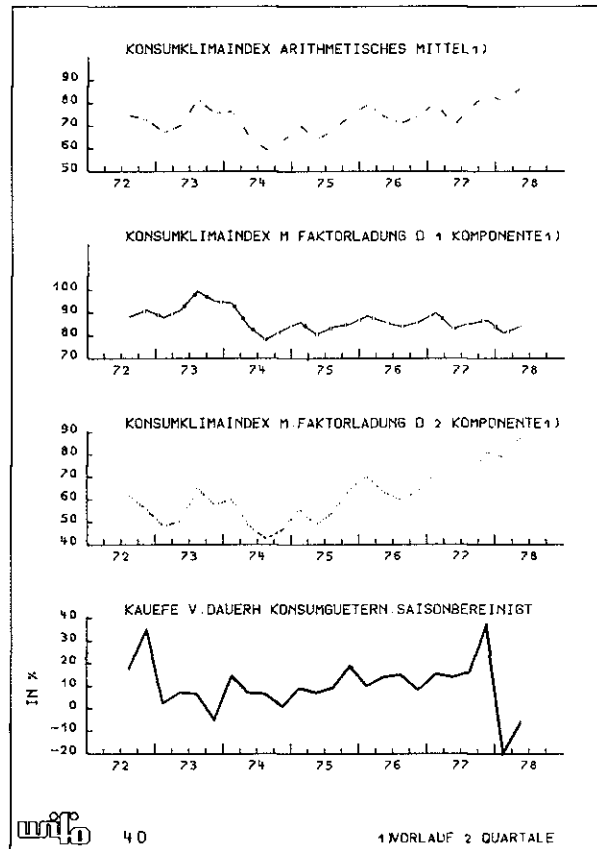 KONSUMKLIMAINDEX ARITHMETISCHES MITTEL1)
90
80
70
60
50
72 73 74 75 76 77 78
KONSUMKLIMAINDEX M FAKTORLADUNG D 1 KOMPONENTE1)
100
90
80
70
72 73 74 75 76 77 78
KONSUMKLIMAINDEX M.FAKTORLADUNG D 2 KOMPONENTE1)
90
80
70
60
50
40
72 73 74 75 76 77 78
KAUEFE V.DAUERH KONSUMGUETERN.SAISONBEREINIGT
IN %
40
30
20
10
0
-10
-20
72 73 74 75 76 77 78
wifo 40 1)VORLAUF 2 QUARTALE